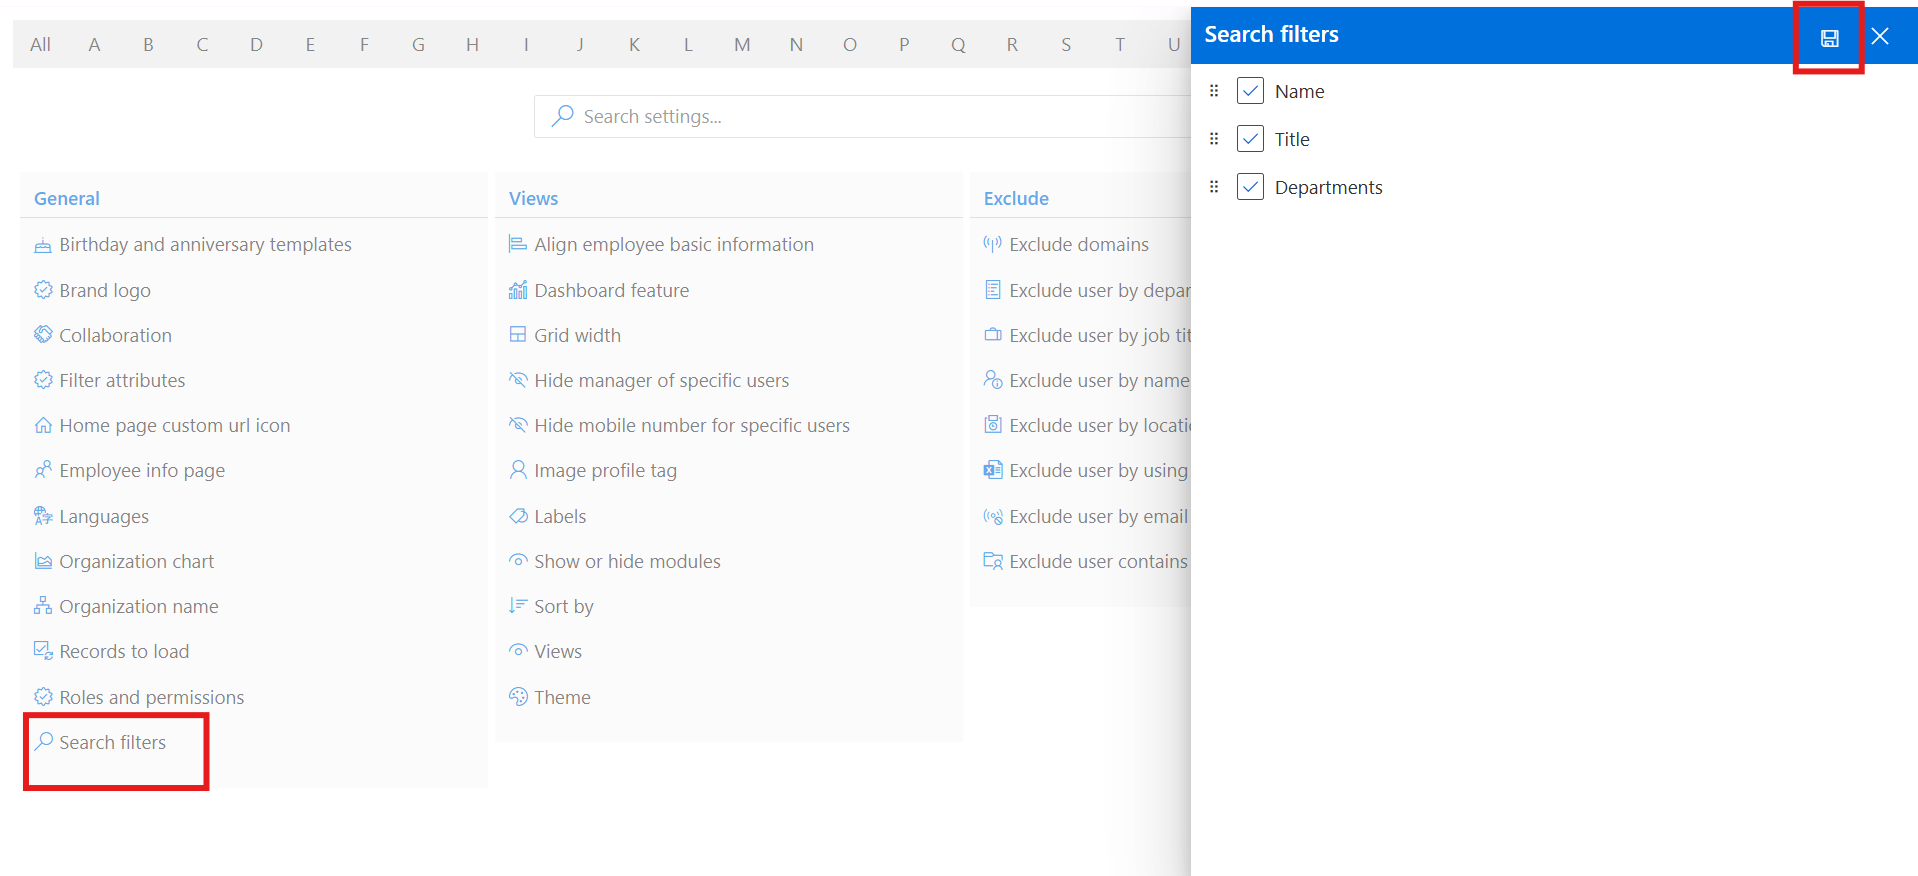 All A B C D E F G H I J K L M N O P Q R S T U
Search settings...
General
Birthday and anniversary templates
Brand logo
Collaboration
Filter attributes
Home page custom url icon
Employee info page
Languages
Organization chart
Organization name
Records to load
Roles and permissions
Search filters
Views
Align employee basic information
Dashboard feature
Grid width
Hide manager of specific users
Hide mobile number for specific users
Image profile tag
Labels
Show or hide modules
Sort by
Views
Theme
Exclude
Exclude domains
Exclude user by depar
Exclude user by job tit
Exclude user by name
Exclude user by locati
Exclude user by using
Exclude user by email
Exclude user contains
Search filters
Name
Title
Departments